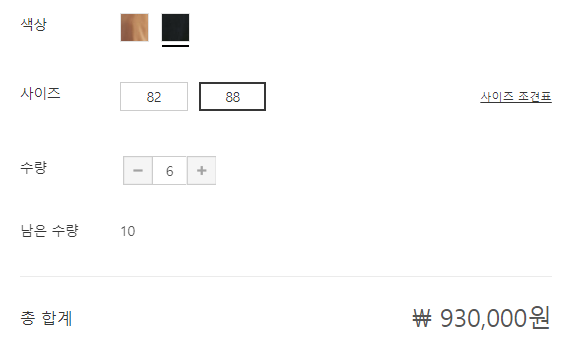 색상
사이즈 82 88 사이즈 조견표
수량 − 6 +
남은 수량 10
총 합계 ₩ 930,000원